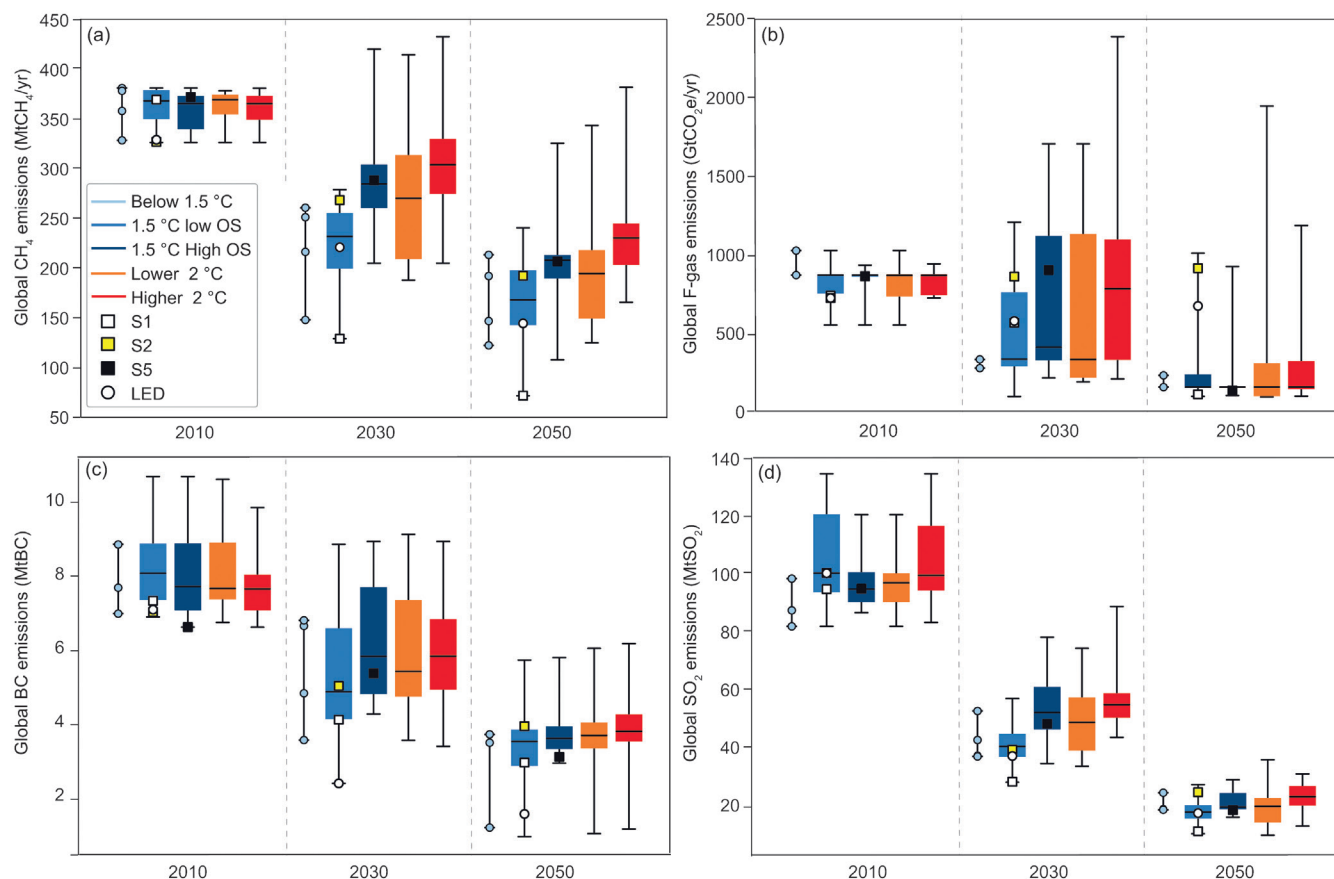 (a)
Global CH₄ emissions (MtCH₄/yr)
450
400
350
300
250
200
150
100
50
Below 1.5 °C
1.5 °C low OS
1.5 °C High OS
Lower 2 °C
Higher 2 °C
S1
S2
S5
LED
2010
2030
2050
(b)
Global F-gas emissions (GtCO₂e/yr)
2500
2000
1500
1000
500
0
2010
2030
2050
(c)
Global BC emissions (MtBC)
10
8
6
4
2
2010
2030
2050
(d)
Global SO₂ emissions (MtSO₂)
140
120
100
80
60
40
20
2010
2030
2050